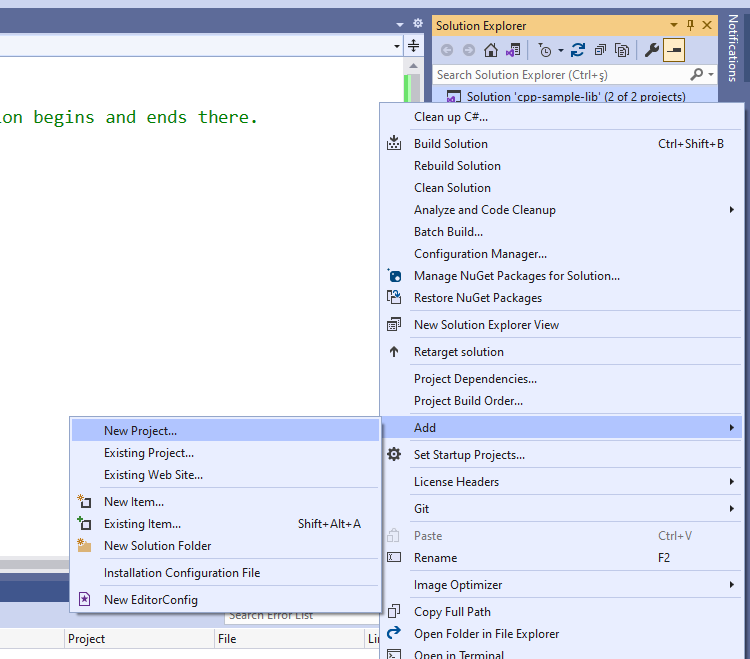 Solution Explorer
Notifications
Search Solution Explorer (Ctrl+ş)
Solution 'cpp-sample-lib' (2 of 2 projects)
ion begins and ends there.
Clean up C#...
Build Solution Ctrl+Shift+B
Rebuild Solution
Clean Solution
Analyze and Code Cleanup
Batch Build...
Configuration Manager...
Manage NuGet Packages for Solution...
Restore NuGet Packages
New Solution Explorer View
Retarget solution
Project Dependencies...
Project Build Order...
Add
Set Startup Projects...
License Headers
Git
Paste Ctrl+V
Rename F2
Image Optimizer
Copy Full Path
Open Folder in File Explorer
Open in Terminal
New Project...
Existing Project...
Existing Web Site...
New Item...
Existing Item... Shift+Alt+A
New Solution Folder
Installation Configuration File
New EditorConfig
Search Error List
Project File Li